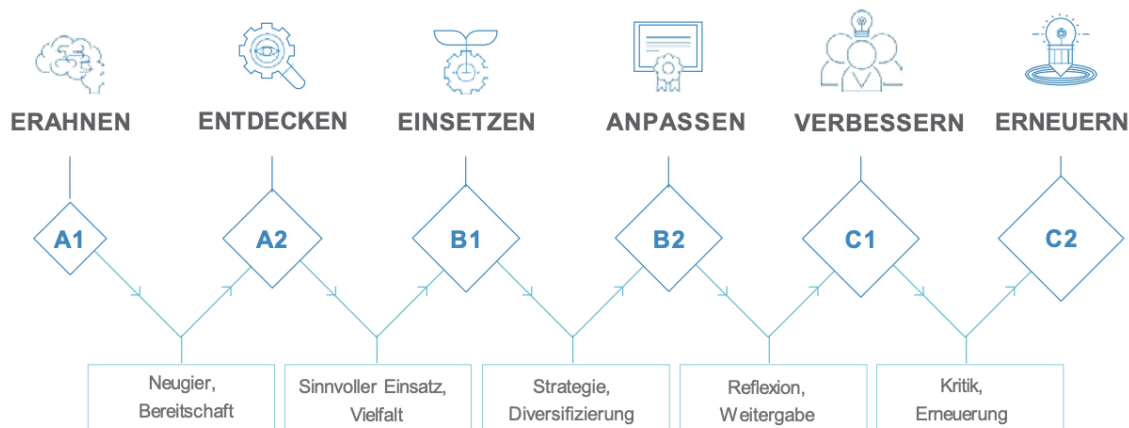 ERAHNEN
ENTDECKEN
EINSETZEN
ANPASSEN
VERBESSERN
ERNEUERN
A1
A2
B1
B2
C1
C2
Neugier,
Bereitschaft
Sinnvoller Einsatz,
Vielfalt
Strategie,
Diversifizierung
Reflexion,
Weitergabe
Kritik,
Erneuerung